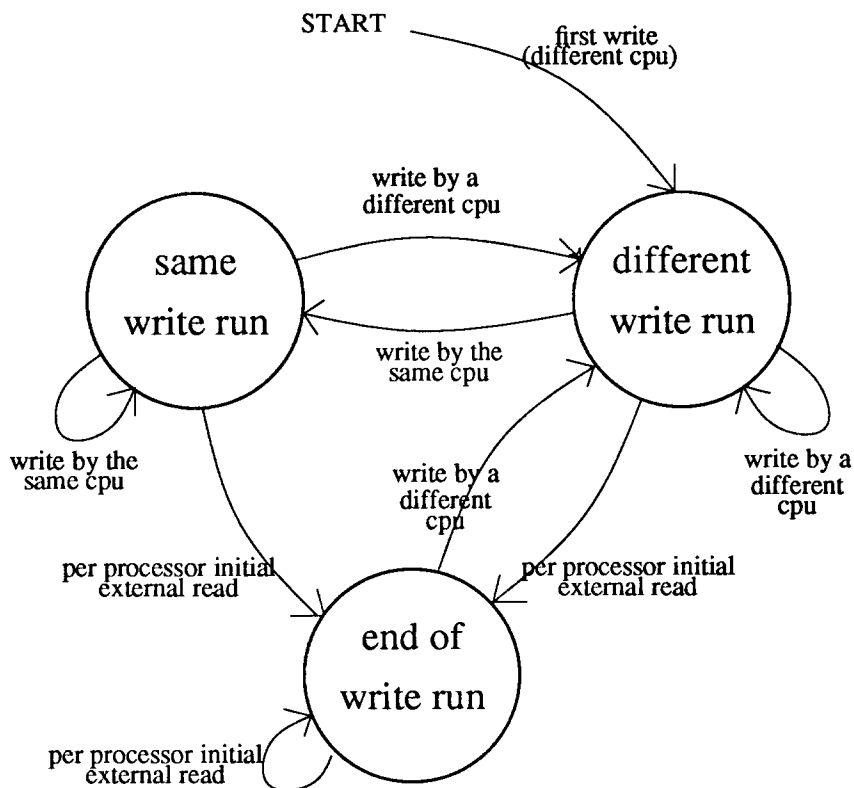 START
first write
(different cpu)
write by a
different cpu
same
write run
different
write run
write by the
same cpu
write by the
same cpu
write by a
different
cpu
write by a
different
cpu
per processor initial
external read
per processor initial
external read
end of
write run
per processor initial
external read